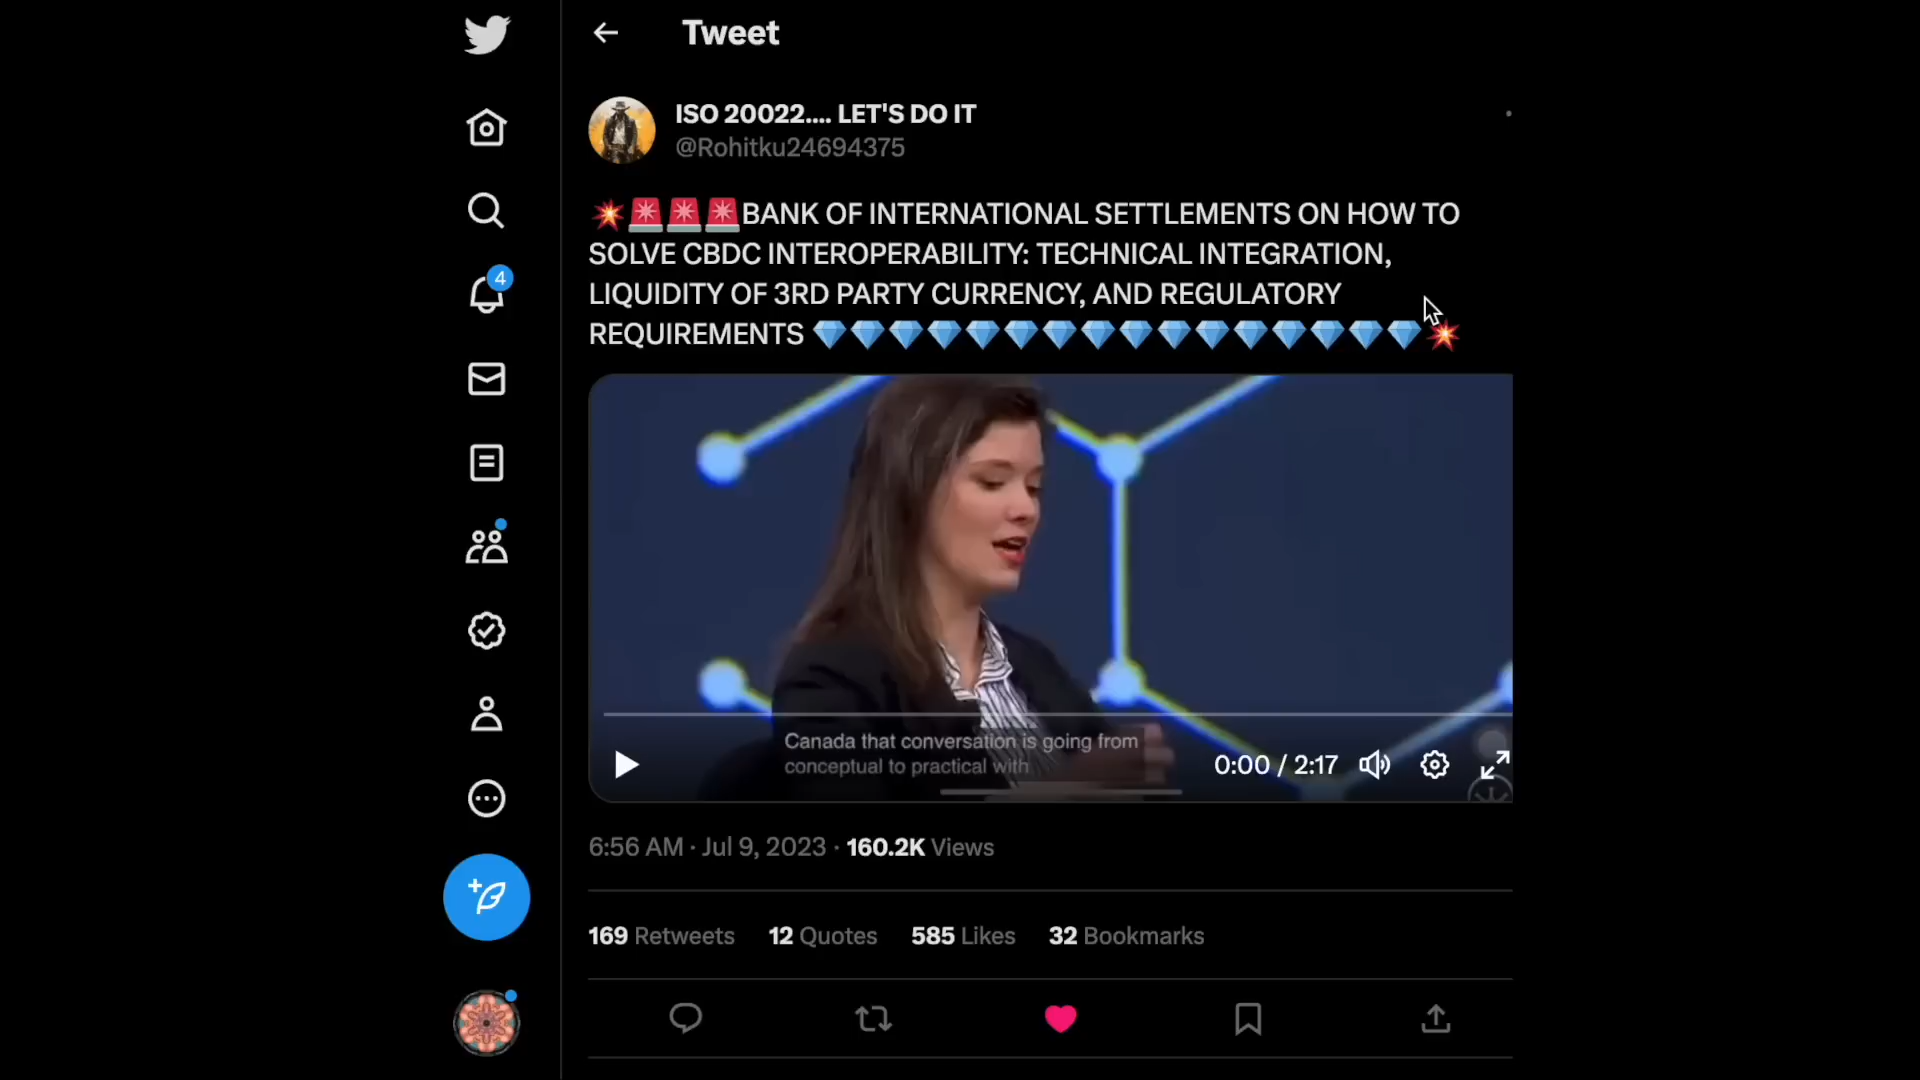 Tweet
ISO 20022.... LET'S DO IT
@Rohitku24694375
💥🚨🚨🚨BANK OF INTERNATIONAL SETTLEMENTS ON HOW TO
SOLVE CBDC INTEROPERABILITY: TECHNICAL INTEGRATION,
LIQUIDITY OF 3RD PARTY CURRENCY, AND REGULATORY
REQUIREMENTS 💎💎💎💎💎💎💎💎💎💎💎💎💎💎💎💎💥
4
Canada that conversation is going from
conceptual to practical with
0:00 / 2:17
6:56 AM · Jul 9, 2023 · 160.2K Views
169 Retweets 12 Quotes 585 Likes 32 Bookmarks